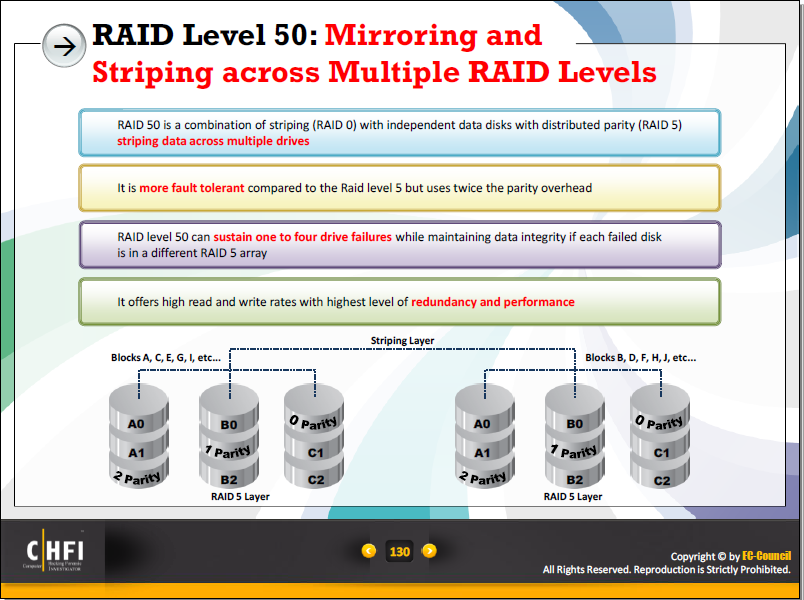 RAID Level 50: Mirroring and
Striping across Multiple RAID Levels
RAID 50 is a combination of striping (RAID 0) with independent data disks with distributed parity (RAID 5)
striping data across multiple drives
It is more fault tolerant compared to the Raid level 5 but uses twice the parity overhead
RAID level 50 can sustain one to four drive failures while maintaining data integrity if each failed disk
is in a different RAID 5 array
It offers high read and write rates with highest level of redundancy and performance
Striping Layer
Blocks A, C, E, G, I, etc...
Blocks B, D, F, H, J, etc...
A0 B0 0 Parity A0 B0 0 Parity
A1 1 Parity C1 A1 1 Parity C1
2 Parity B2 C2 2 Parity B2 C2
RAID 5 Layer RAID 5 Layer
CHFI
Computer Hacking Forensic
INVESTIGATOR
130
Copyright © by EC-Council
All Rights Reserved. Reproduction is Strictly Prohibited.